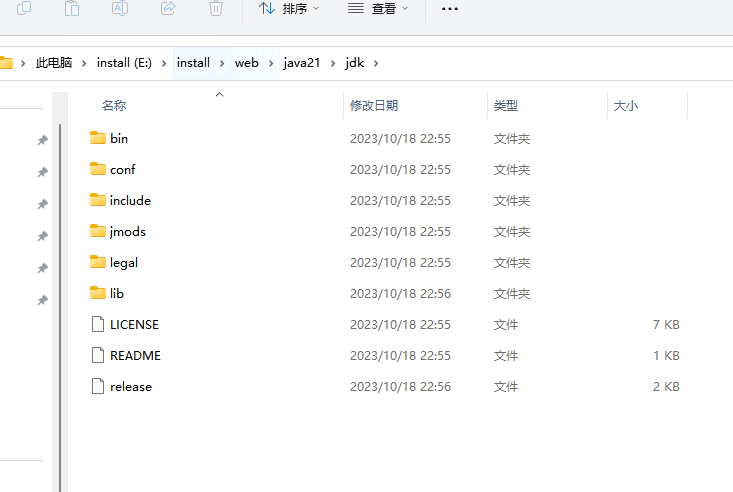 排序 查看
此电脑 install (E:) install web java21 jdk
名称 修改日期 类型 大小
bin 2023/10/18 22:55 文件夹
conf 2023/10/18 22:55 文件夹
include 2023/10/18 22:55 文件夹
jmods 2023/10/18 22:55 文件夹
legal 2023/10/18 22:55 文件夹
lib 2023/10/18 22:56 文件夹
LICENSE 2023/10/18 22:55 文件 7 KB
README 2023/10/18 22:55 文件 1 KB
release 2023/10/18 22:56 文件 2 KB